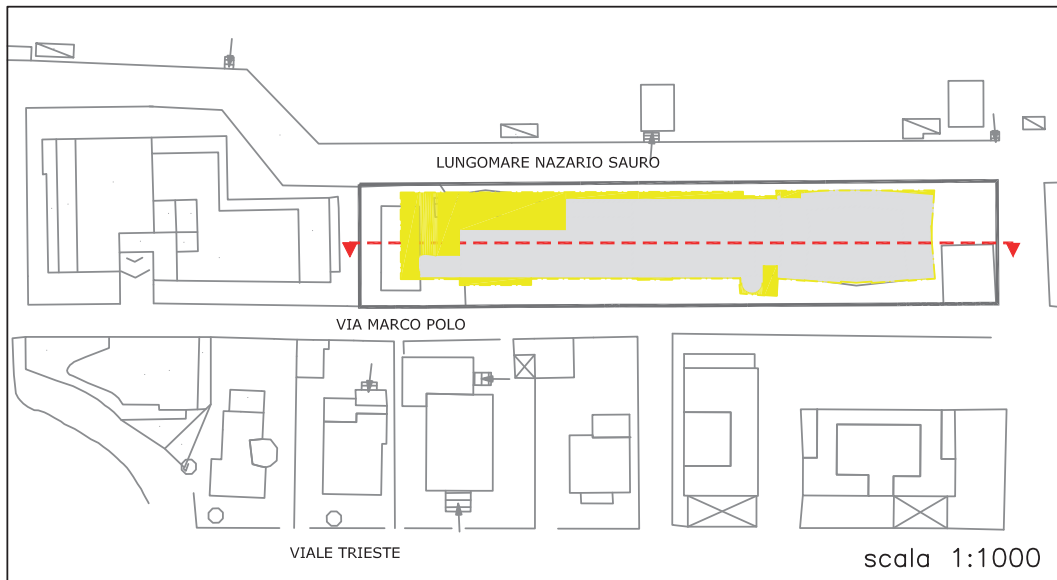 LUNGOMARE NAZARIO SAURO
VIA MARCO POLO
VIALE TRIESTE
scala 1:1000